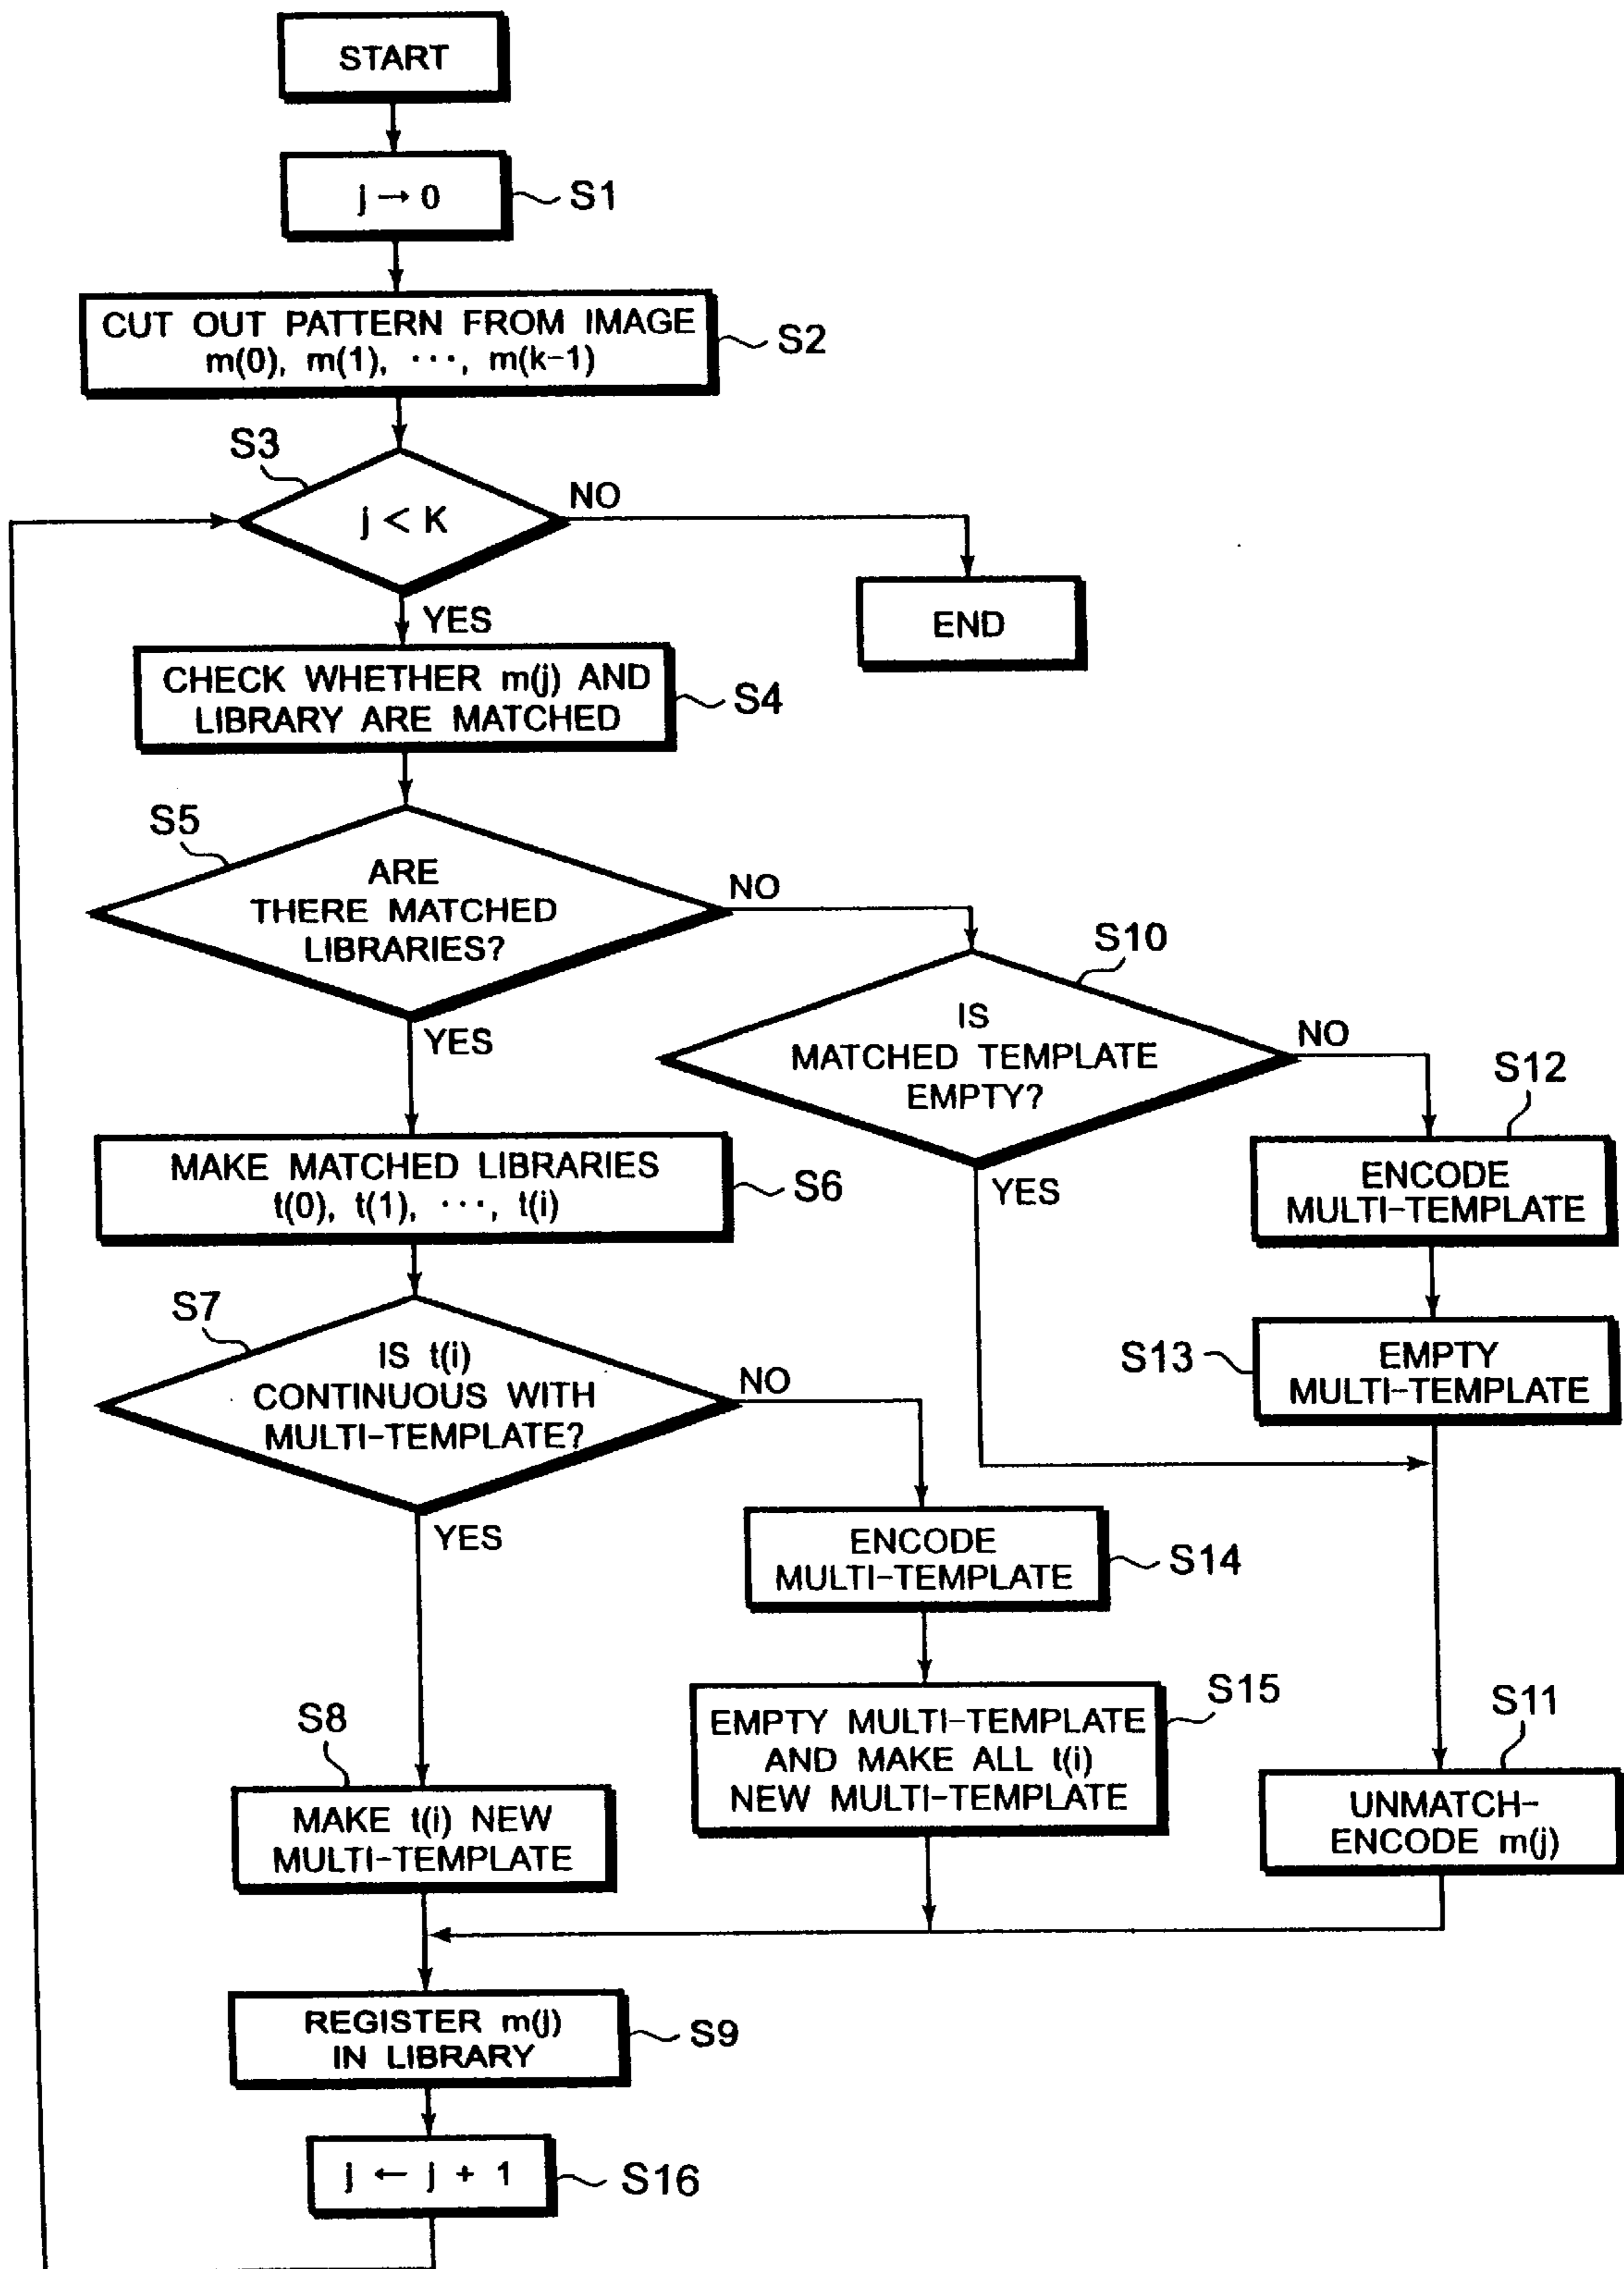 START
j → 0
S1
CUT OUT PATTERN FROM IMAGE
m(0), m(1), ···, m(k-1)
S2
S3
j < K
NO
YES
END
CHECK WHETHER m(j) AND
LIBRARY ARE MATCHED
S4
S5
ARE
THERE MATCHED
LIBRARIES?
NO
YES
S10
IS
MATCHED TEMPLATE
EMPTY?
NO
YES
S12
ENCODE
MULTI-TEMPLATE
MAKE MATCHED LIBRARIES
t(0), t(1), ···, t(i)
S6
S13
EMPTY
MULTI-TEMPLATE
S7
IS t(i)
CONTINUOUS WITH
MULTI-TEMPLATE?
NO
YES
ENCODE
MULTI-TEMPLATE
S14
EMPTY MULTI-TEMPLATE
AND MAKE ALL t(i)
NEW MULTI-TEMPLATE
S15
S11
UNMATCH-
ENCODE m(j)
S8
MAKE t(i) NEW
MULTI-TEMPLATE
REGISTER m(j)
IN LIBRARY
S9
j ← j + 1
S16